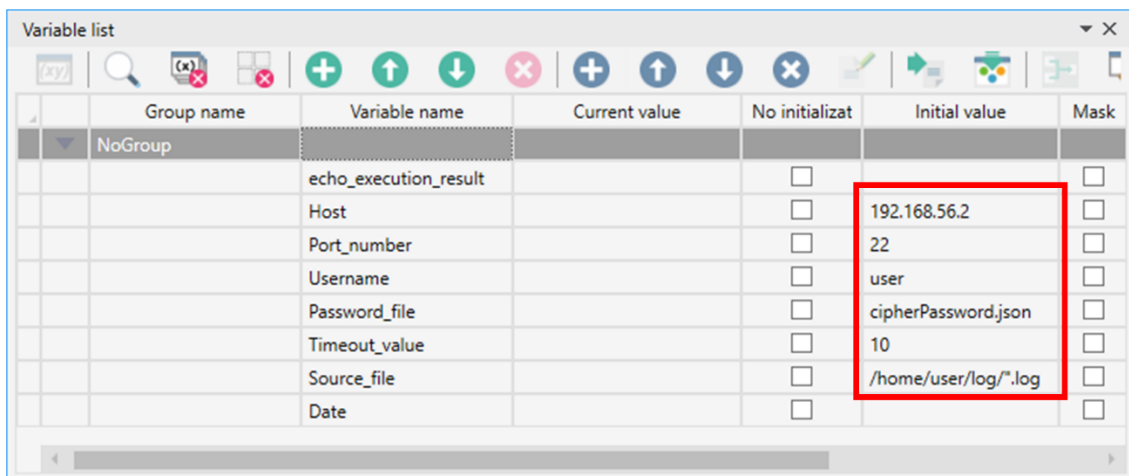 Variable list
Group name Variable name Current value No initializat Initial value Mask
NoGroup
echo_execution_result
Host 192.168.56.2
Port_number 22
Username user
Password_file cipherPassword.json
Timeout_value 10
Source_file /home/user/log/*.log
Date